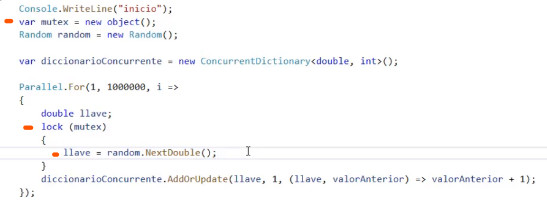 Console.WriteLine("inicio");
var mutex = new object();
Random random = new Random();
var diccionarioConcurrente = new ConcurrentDictionary<double, int>();
Parallel.For(1, 1000000, i =>
{
double llave;
lock (mutex)
{
llave = random.NextDouble();
}
diccionarioConcurrente.AddOrUpdate(llave, 1, (llave, valorAnterior) => valorAnterior + 1);
});